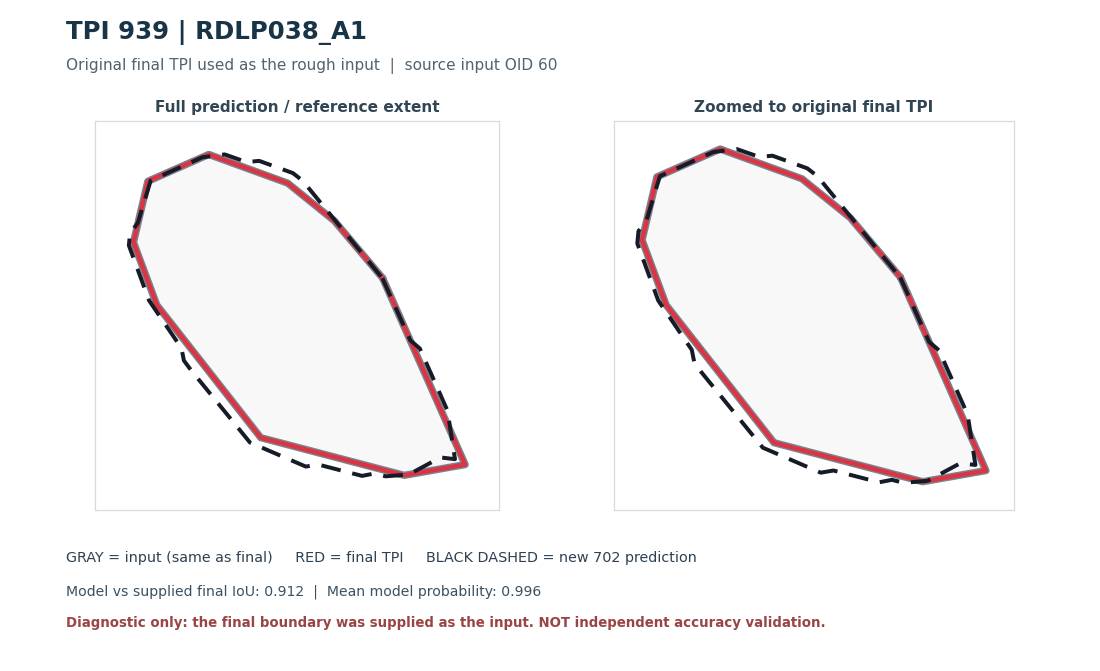 TPI 939 | RDLP038_A1
Original final TPI used as the rough input | source input OID 60
Full prediction / reference extent
Zoomed to original final TPI
GRAY = input (same as final) RED = final TPI BLACK DASHED = new 702 prediction
Model vs supplied final IoU: 0.912 | Mean model probability: 0.996
Diagnostic only: the final boundary was supplied as the input. NOT independent accuracy validation.